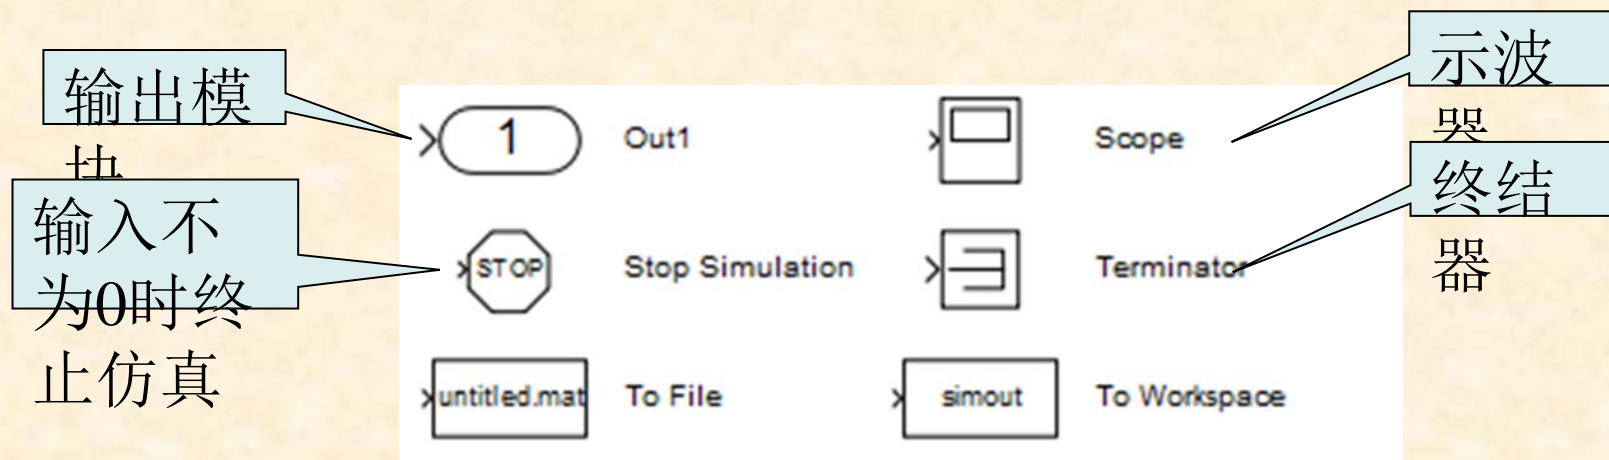 输出模
块
1
Out1
Scope
示波
器
输入不
为0时终
止仿真
STOP
Stop Simulation
Terminator
终结
器
untitled.mat
To File
simout
To Workspace